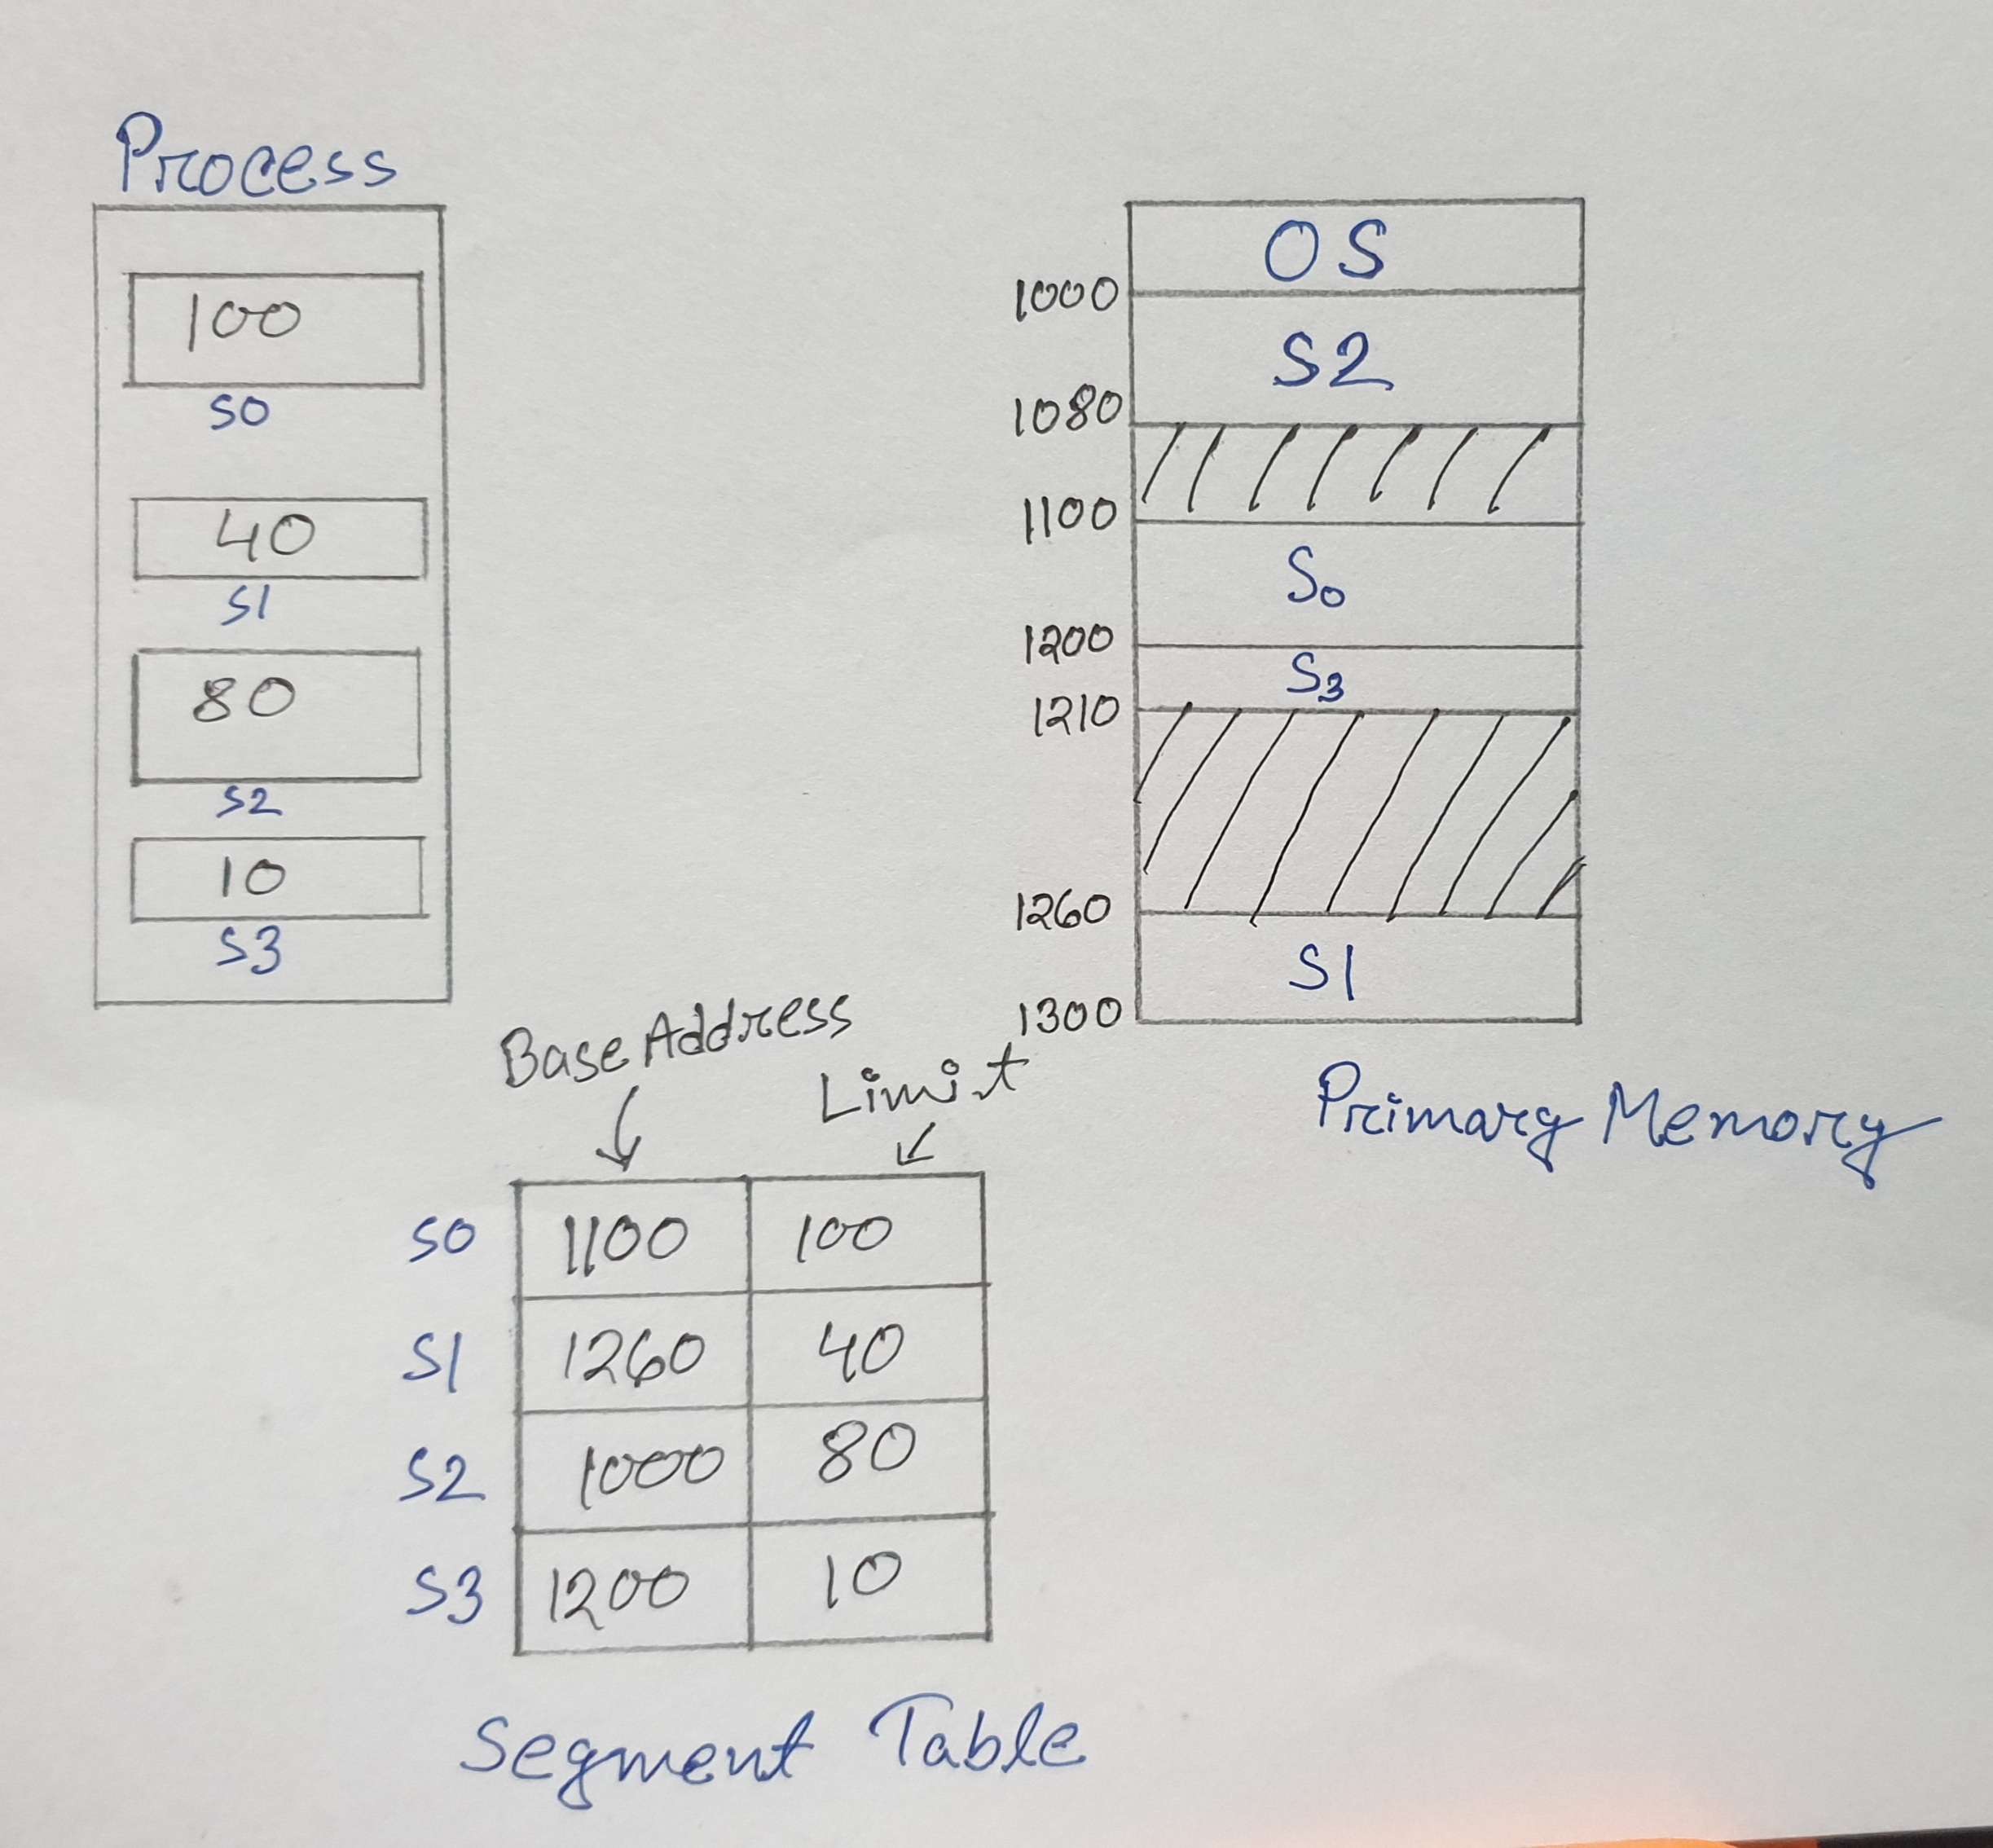 Process
100
S0
40
S1
80
S2
10
S3
OS
1000
S2
1080
1100
S0
1200
S3
1210
1260
S1
1300
Primary Memory
Base Address
Limit
S0 1100 100
S1 1260 40
S2 1000 80
S3 1200 10
Segment Table